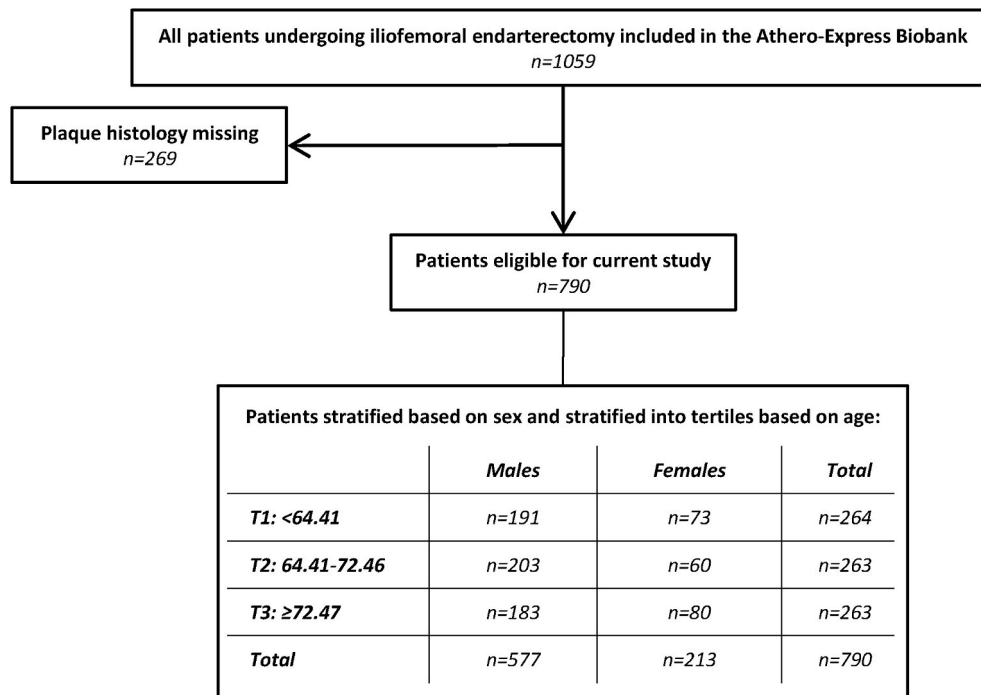 All patients undergoing iliofemoral endarterectomy included in the Athero-Express Biobank
n=1059
Plaque histology missing
n=269
Patients eligible for current study
n=790
Patients stratified based on sex and stratified into tertiles based on age:
Males Females Total
T1: <64.41 n=191 n=73 n=264
T2: 64.41-72.46 n=203 n=60 n=263
T3: ≥72.47 n=183 n=80 n=263
Total n=577 n=213 n=790